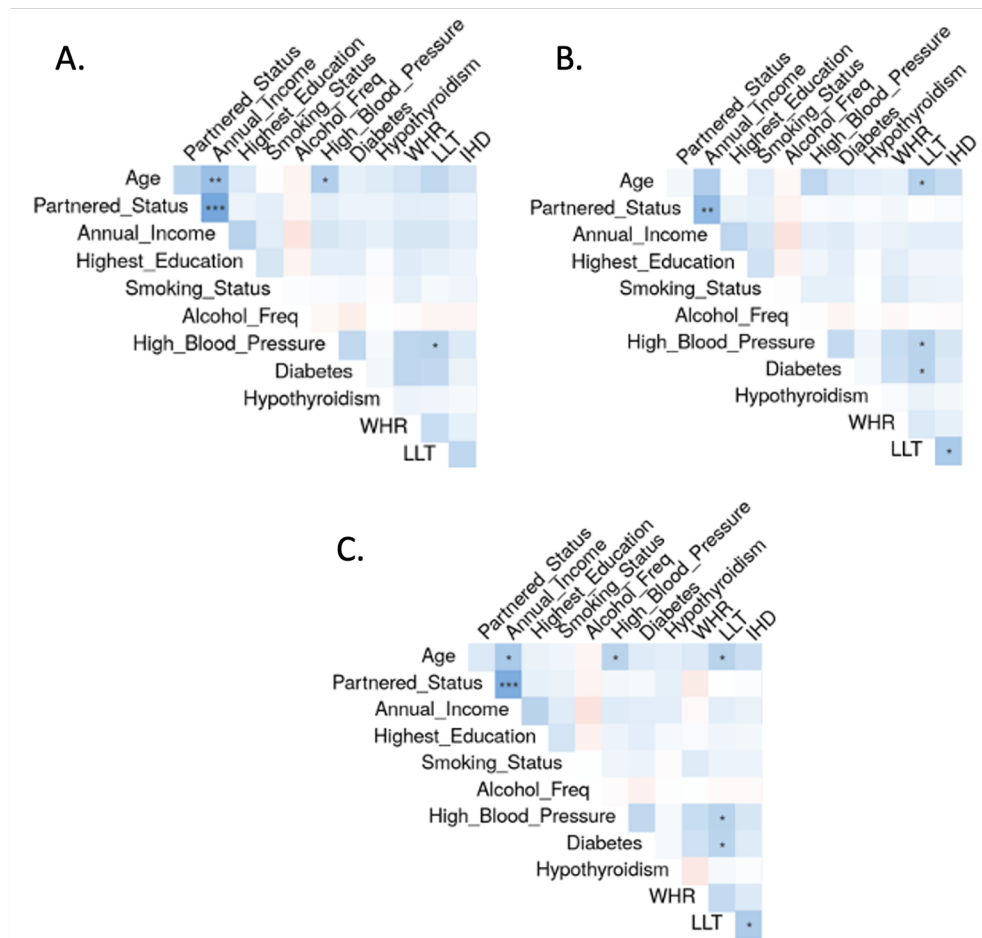 A.
Partnered_Status
Annual_Income
Highest_Education
Smoking_Status
Alcohol_Freq
High_Blood_Pressure
Diabetes
Hypothyroidism
WHR
LLT
IHD
Age
** *
Partnered_Status
***
Annual_Income
Highest_Education
Smoking_Status
Alcohol_Freq
High_Blood_Pressure
*
Diabetes
Hypothyroidism
WHR
LLT
B.
Partnered_Status
Annual_Income
Highest_Education
Smoking_Status
Alcohol_Freq
High_Blood_Pressure
Diabetes
Hypothyroidism
WHR
LLT
IHD
Age
*
Partnered_Status
**
Annual_Income
Highest_Education
Smoking_Status
Alcohol_Freq
High_Blood_Pressure
*
Diabetes
*
Hypothyroidism
WHR
LLT
*
C.
Partnered_Status
Annual_Income
Highest_Education
Smoking_Status
Alcohol_Freq
High_Blood_Pressure
Diabetes
Hypothyroidism
WHR
LLT
IHD
Age
* * *
Partnered_Status
***
Annual_Income
Highest_Education
Smoking_Status
Alcohol_Freq
High_Blood_Pressure
*
Diabetes
*
Hypothyroidism
WHR
LLT
*